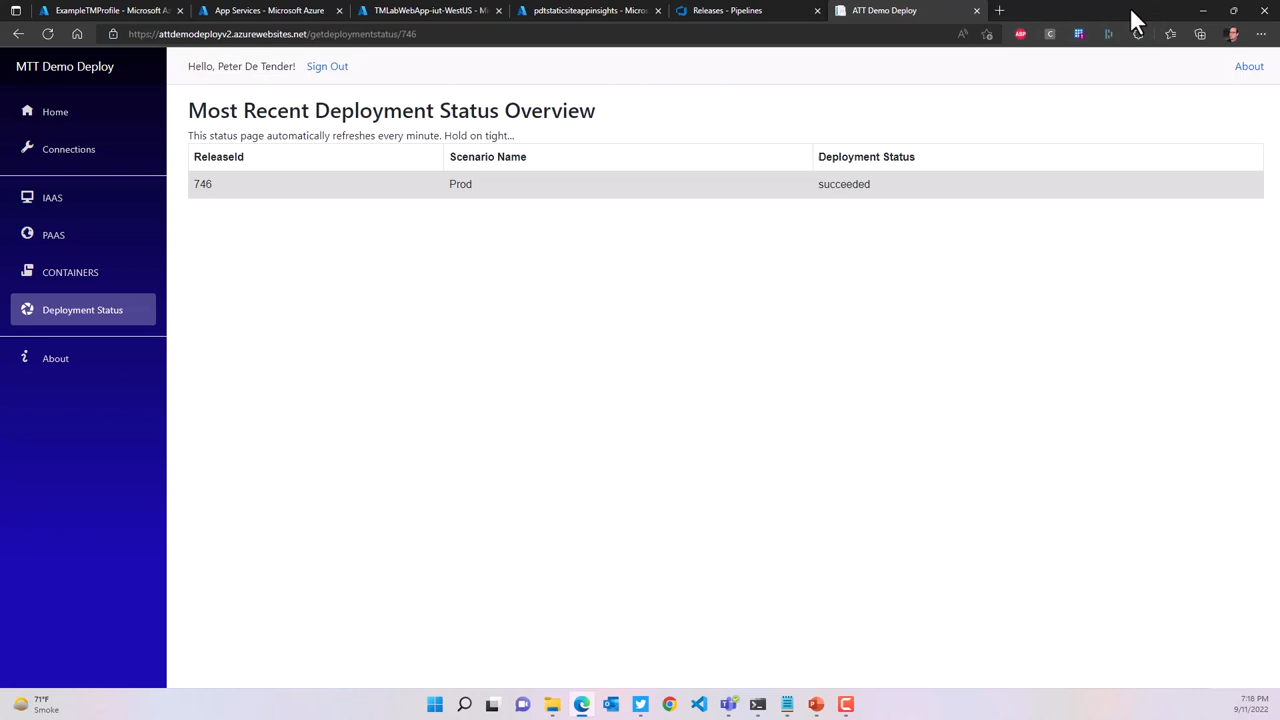 ExampleTMProfile - Microsoft A
App Services - Microsoft Azure
TMLabWebApp-iut-WestUS - Mi
pdtstaticsiteappinsights - Micros
Releases - Pipelines
ATT Demo Deploy
https://attdemodeployv2.azurewebsites.net/getdeploymentstatus/746
MTT Demo Deploy
Hello, Peter De Tender! Sign Out
About
Home
Connections
IAAS
PAAS
CONTAINERS
Deployment Status
About
Most Recent Deployment Status Overview
This status page automatically refreshes every minute. Hold on tight...
ReleaseId Scenario Name Deployment Status
746 Prod succeeded
71°F
Smoke
7:18 PM
9/11/2022